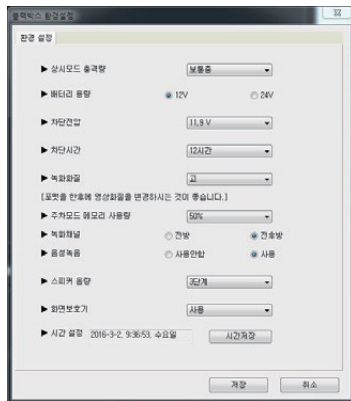 블랙박스 환경설정
환경 설정
▶ 상시모드 충격량 보통중
▶ 배터리 용량 12V 24V
▶ 차단전압 11,9 V
▶ 차단시간 12시간
▶ 녹화화질 고
[포맷을 한후에 영상화질을 변경하시는 것이 좋습니다.]
▶ 주차모드 메모리 사용량 50%
▶ 녹화채널 전방 전후방
▶ 음성녹음 사용안함 사용
▶ 스피커 음량 3단계
▶ 화면보호기 사용
▶ 시간 설정 2016-3-2, 9:36:53, 수요일 시간저장
저장 취소